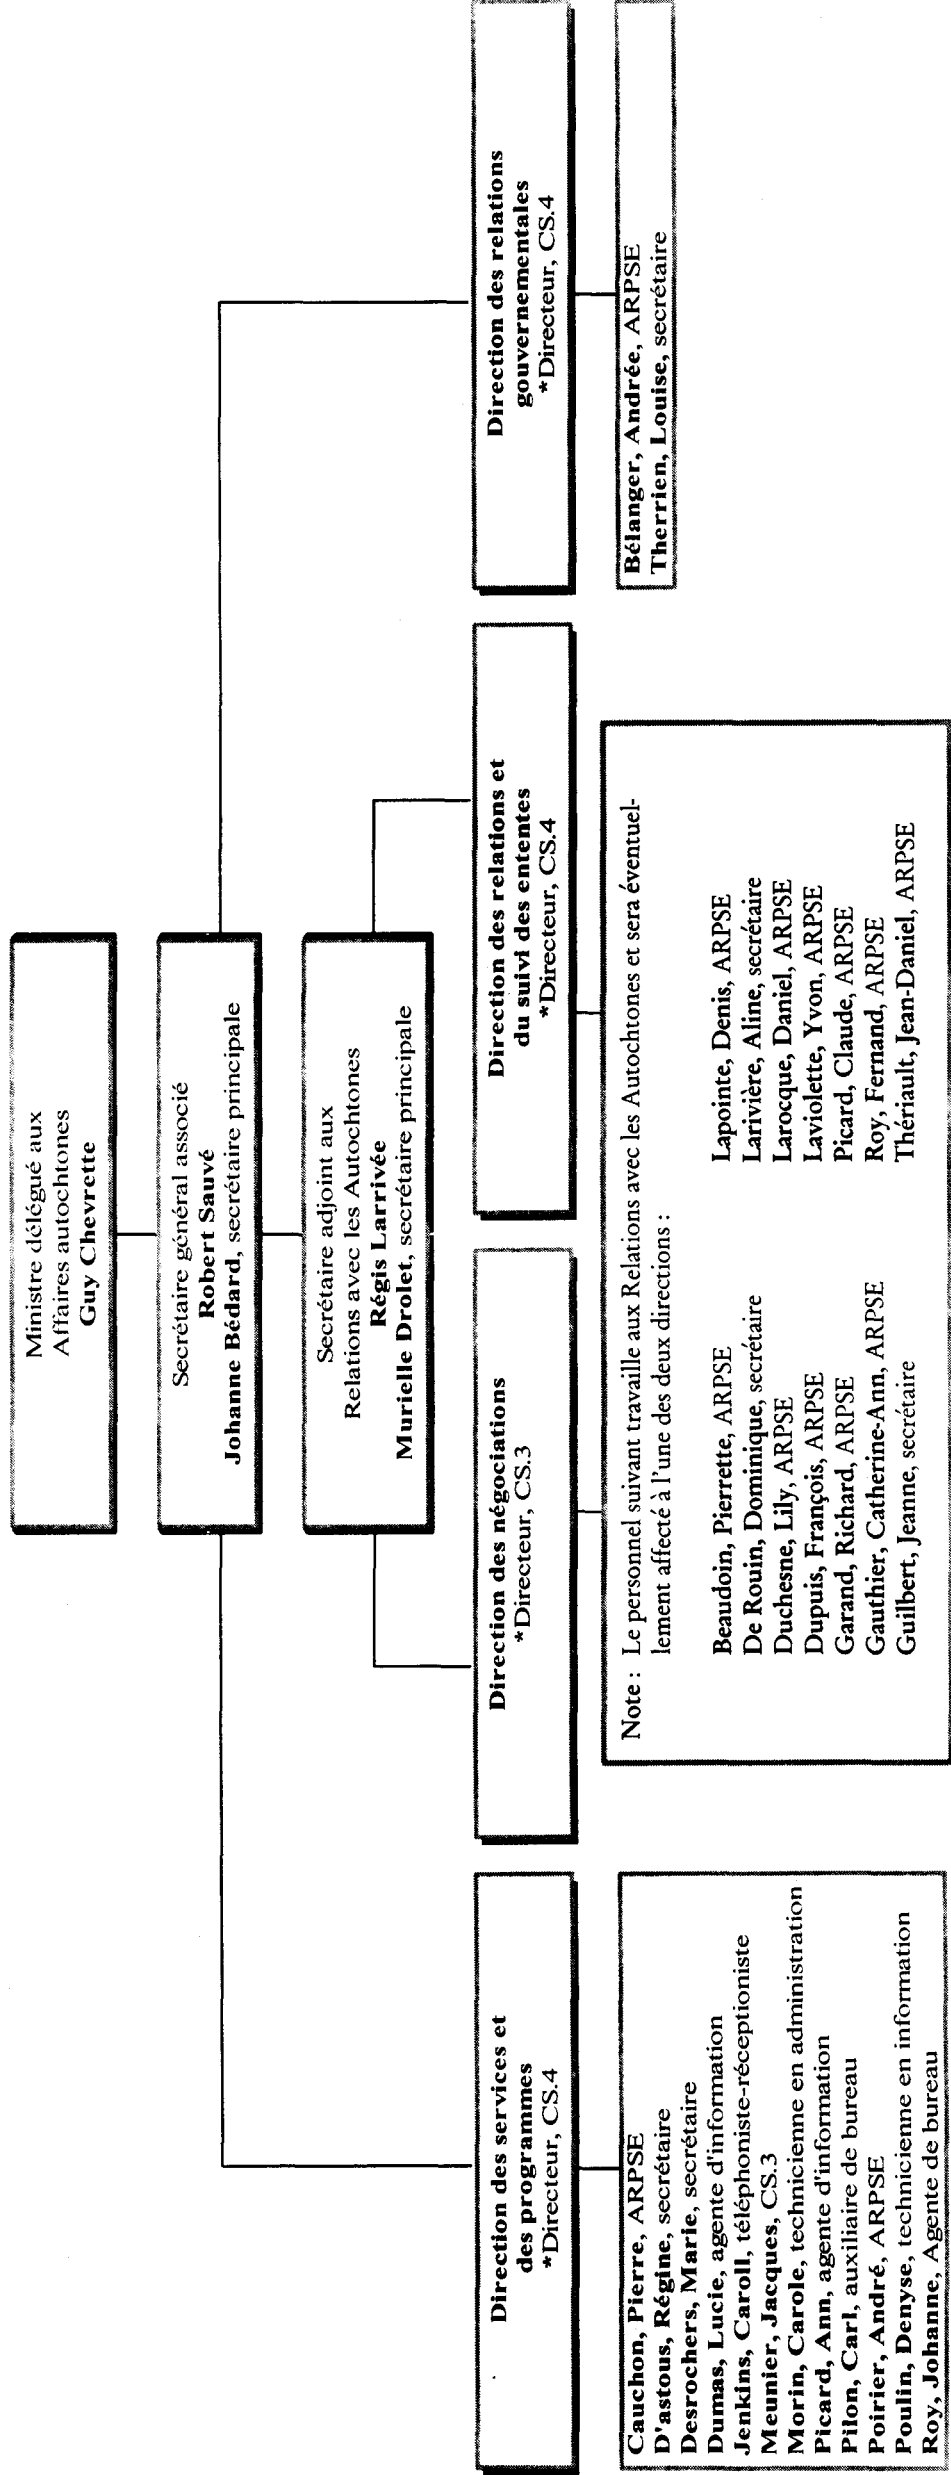 Ministre délégué aux
Affaires autochtones
Guy Chevrette
Secrétaire général associé
Robert Sauvé
Johanne Bédard, secrétaire principale
Secrétaire adjoint aux
Relations avec les Autochtones
Régis Larrivée
Murielle Drolet, secrétaire principale
Direction des services et
des programmes
*Directeur, CS.4
Direction des négociations
*Directeur, CS.3
Direction des relations et
du suivi des ententes
*Directeur, CS.4
Direction des relations
gouvernementales
*Directeur, CS.4
Cauchon, Pierre, ARPSE
D'astous, Régine, secrétaire
Desrochers, Marie, secrétaire
Dumas, Lucie, agente d'information
Jenkins, Caroll, téléphoniste-réceptioniste
Meunier, Jacques, CS.3
Morin, Carole, technicienne en administration
Picard, Ann, agente d'information
Pilon, Carl, auxiliaire de bureau
Poirier, André, ARPSE
Poulin, Denyse, technicienne en information
Roy, Johanne, Agente de bureau
Note : Le personnel suivant travaille aux Relations avec les Autochtones et sera éventuel-
lement affecté à l'une des deux directions :
Beaudoin, Pierrette, ARPSE
De Rouin, Dominique, secrétaire
Duchesne, Lily, ARPSE
Dupuis, François, ARPSE
Garand, Richard, ARPSE
Gauthier, Catherine-Ann, ARPSE
Guilbert, Jeanne, secrétaire
Lapointe, Denis, ARPSE
Larivière, Aline, secrétaire
Larocque, Daniel, ARPSE
Laviolette, Yvon, ARPSE
Picard, Claude, ARPSE
Roy, Fernand, ARPSE
Thériault, Jean-Daniel, ARPSE
Bélanger, Andrée, ARPSE
Therrien, Louise, secrétaire